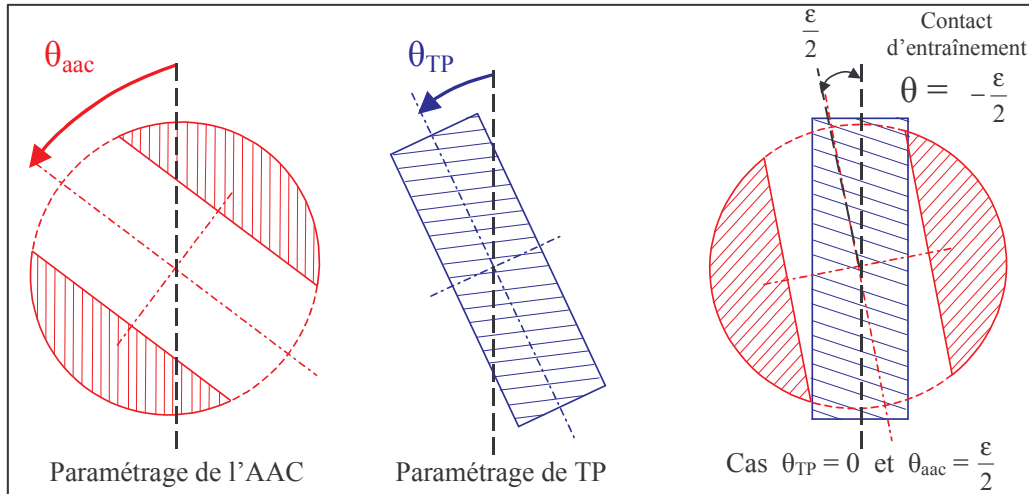 θaac
Paramétrage de l'AAC
θTP
Paramétrage de TP
ε/2
Contact
d'entraînement
θ = - ε/2
Cas θTP = 0 et θaac = ε/2